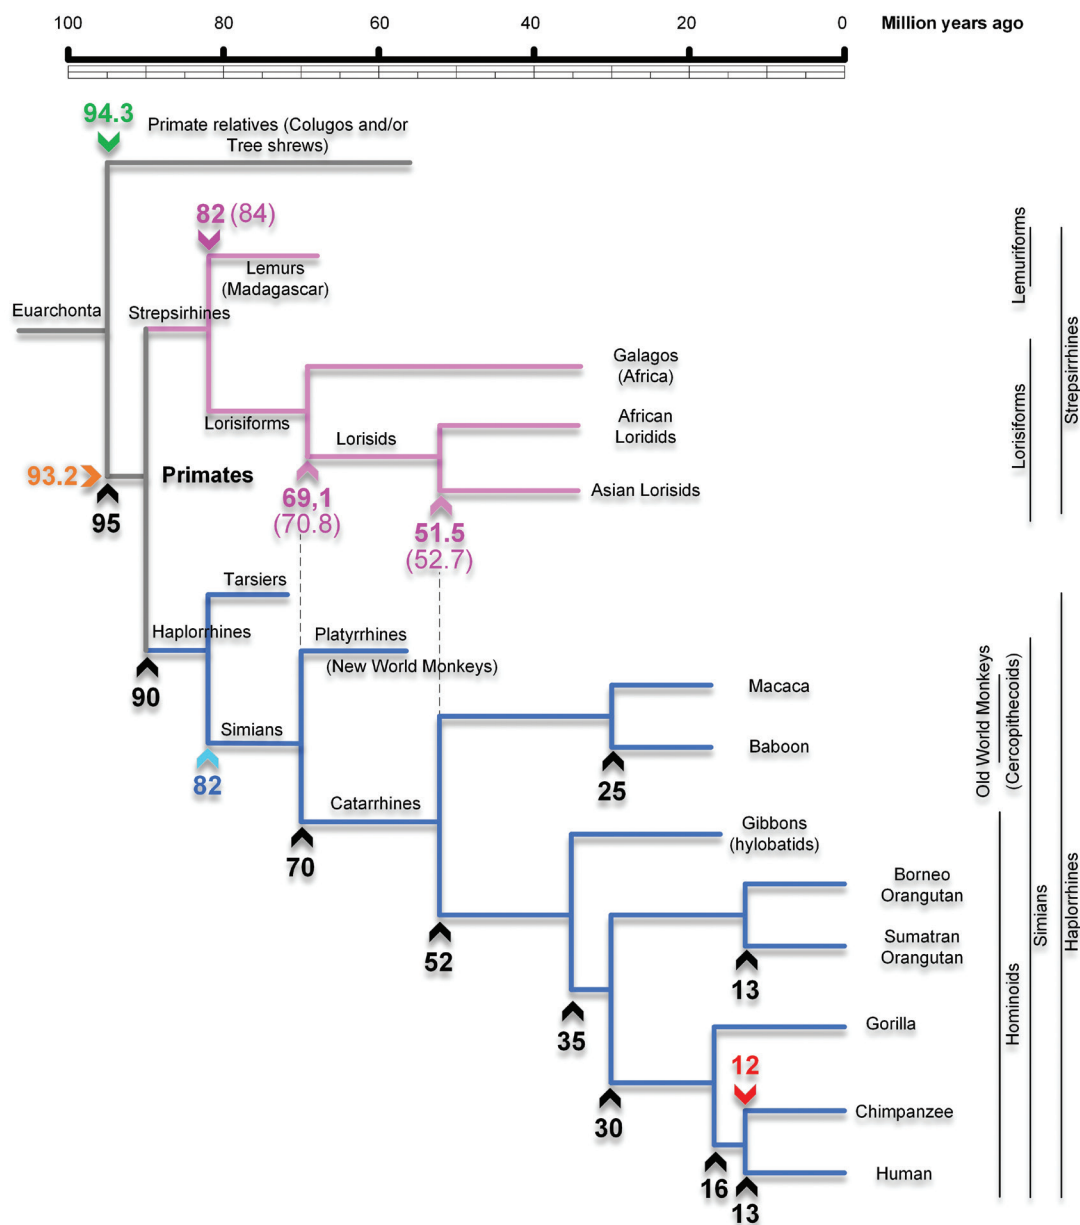 100 80 60 40 20 0 Million years ago
94.3
Primate relatives (Colugos and/or
Tree shrews)
82 (84)
Lemurs
(Madagascar)
Euarchonta
Strepsirhines
Galagos
(Africa)
Lorisiforms
African
Loridids
Lorisids
Asian Lorisids
93.2
Primates
95
69,1
(70.8)
51.5
(52.7)
Tarsiers
Haplorrhines
Platyrrhines
(New World Monkeys)
90
Simians
82
Macaca
Baboon
25
Catarrhines
70
Gibbons
(hylobatids)
Borneo
Orangutan
Sumatran
Orangutan
52
13
35
Gorilla
12
30
Chimpanzee
Human
16
13
Lemuriforms
Lorisiforms
Strepsirrhines
Old World Monkeys
(Cercopithecoids)
Hominoids
Simians
Haplorrhines